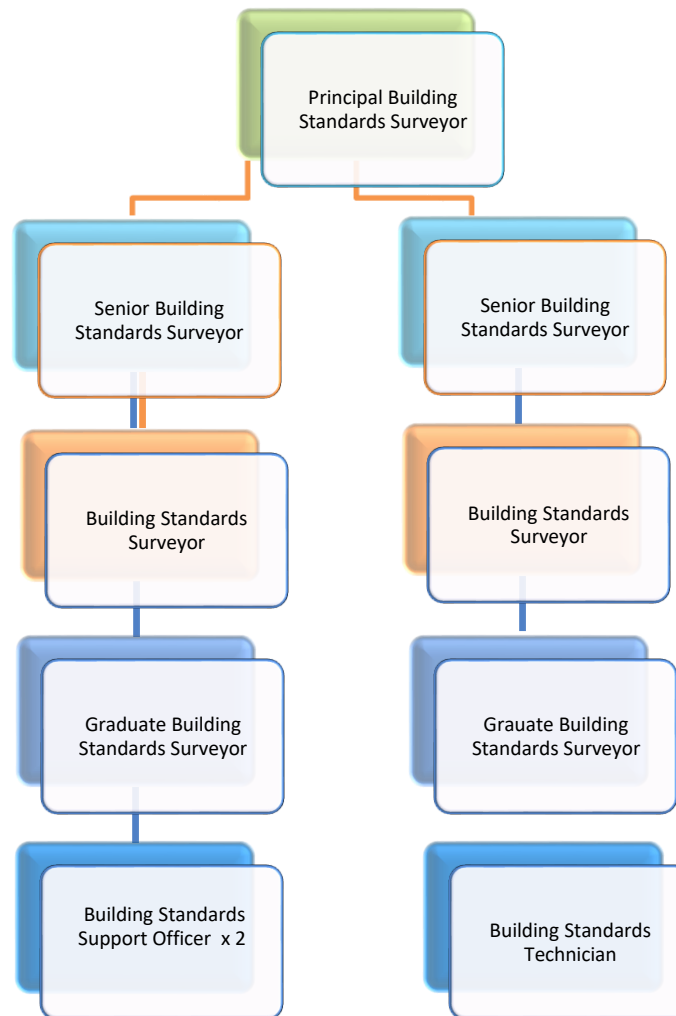 Principal Building
Standards Surveyor
Senior Building
Standards Surveyor
Senior Building
Standards Surveyor
Building Standards
Surveyor
Building Standards
Surveyor
Graduate Building
Standards Surveyor
Grauate Building
Standards Surveyor
Building Standards
Support Officer x 2
Building Standards
Technician